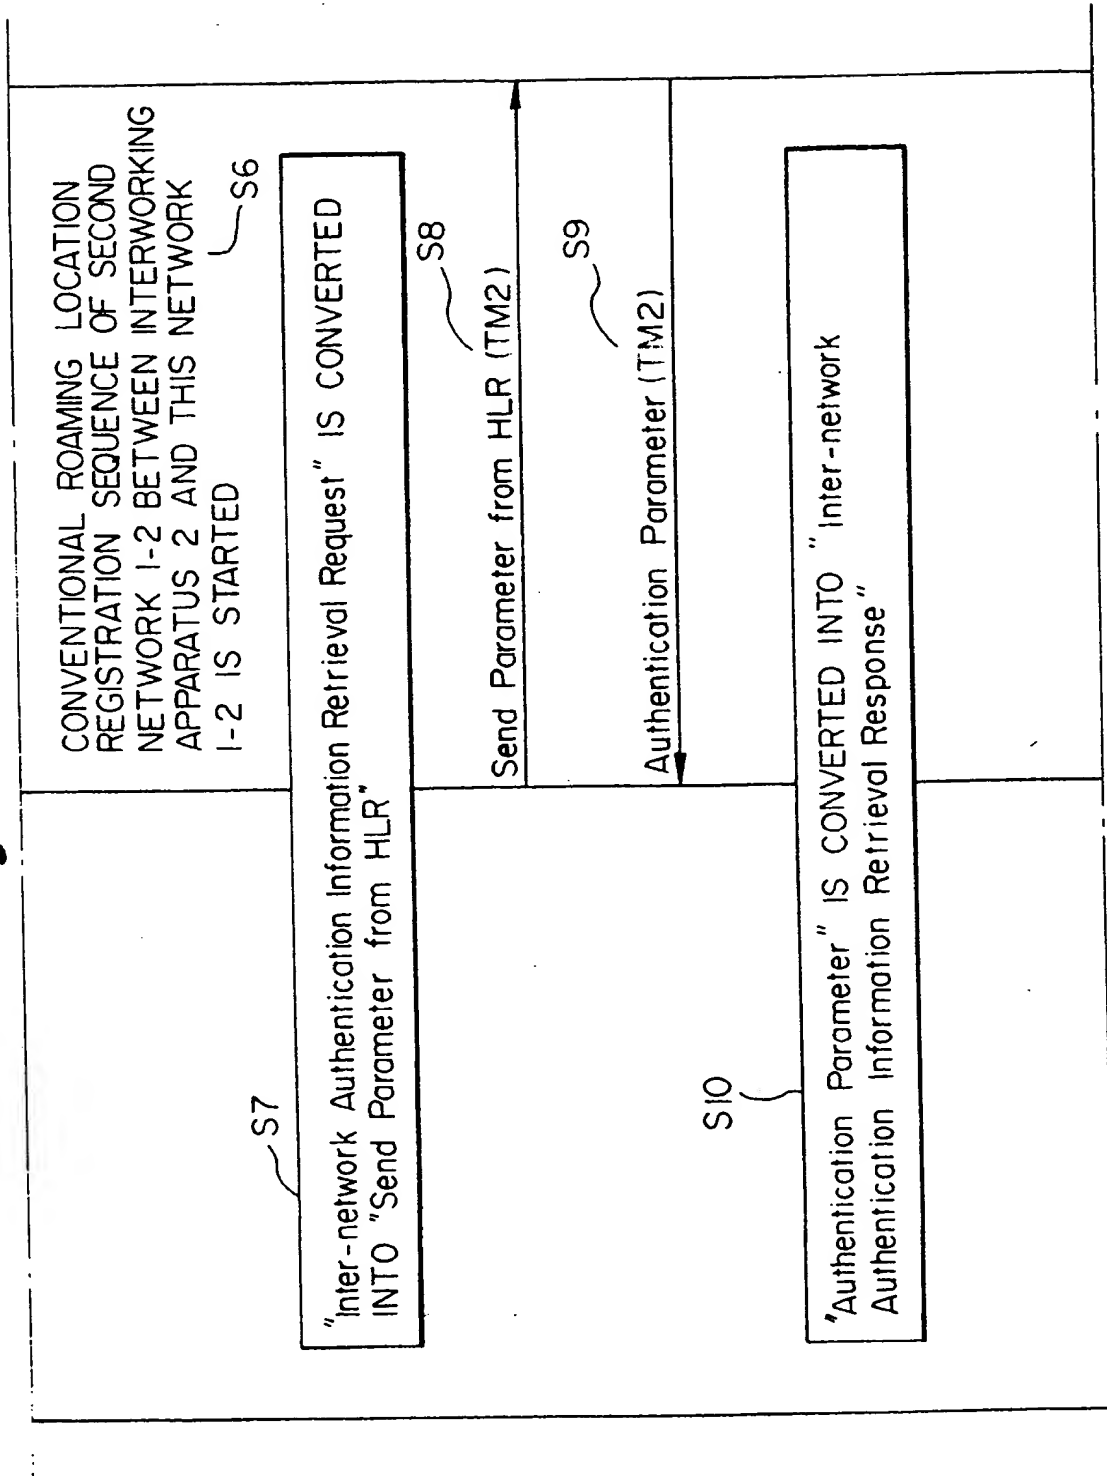 CONVENTIONAL ROAMING LOCATION
REGISTRATION SEQUENCE OF SECOND
NETWORK 1-2 BETWEEN INTERWORKING
APPARATUS 2 AND THIS NETWORK
1-2 IS STARTED
S6
S7
"Inter-network Authentication Information Retrieval Request" IS CONVERTED
INTO "Send Parameter from HLR"
S8
Send Parameter from HLR (TM2)
S9
Authentication Parameter (TM2)
S10
"Authentication Parameter" IS CONVERTED INTO "Inter-network
Authentication Information Retrieval Response"